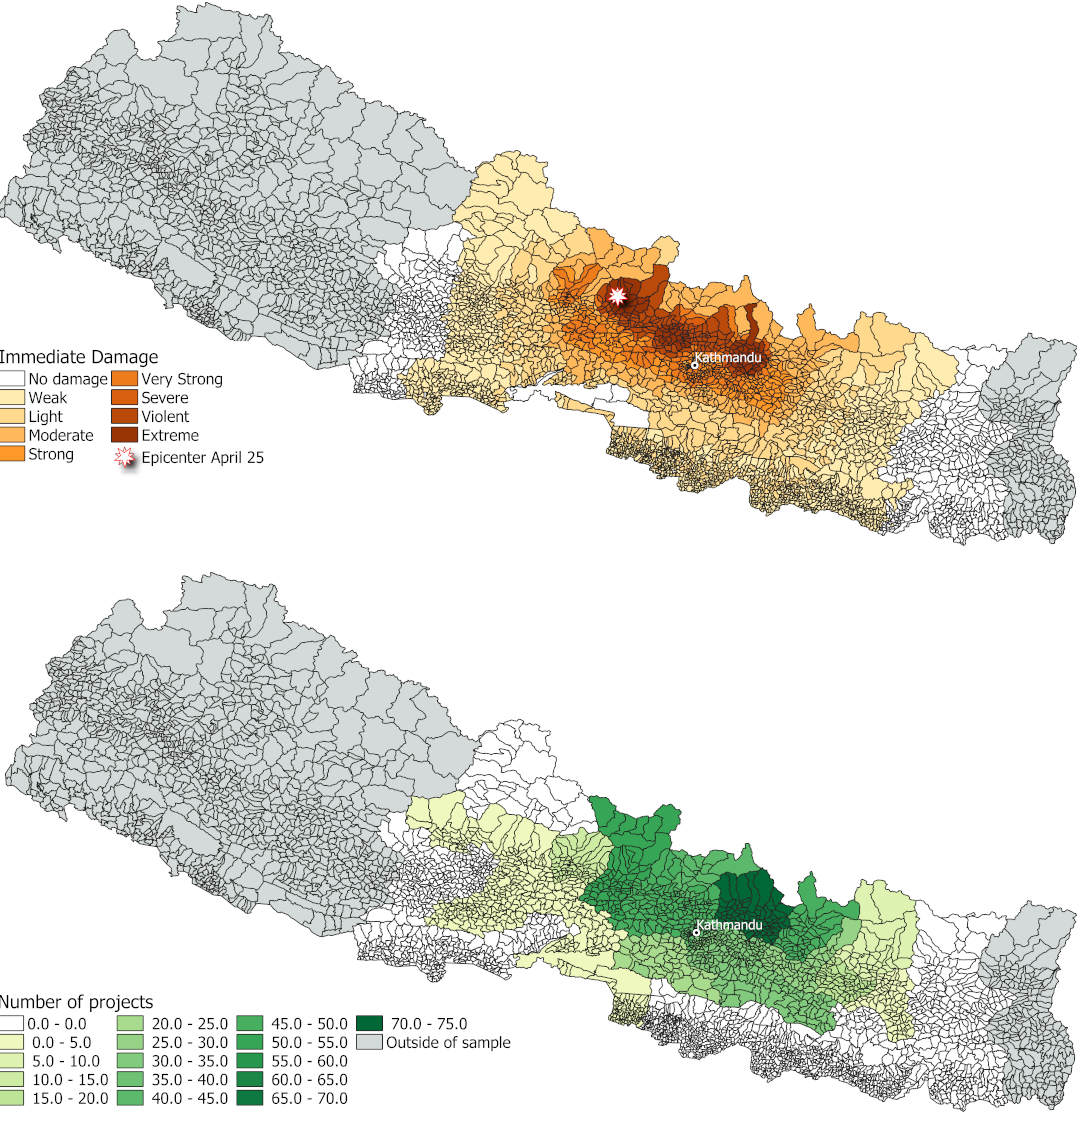 Kathmandu
Immediate Damage
No damage Very Strong
Weak Severe
Light Violent
Moderate Extreme
Strong Epicenter April 25
Kathmandu
Number of projects
0.0 - 0.0 20.0 - 25.0 45.0 - 50.0 70.0 - 75.0
0.0 - 5.0 25.0 - 30.0 50.0 - 55.0 Outside of sample
5.0 - 10.0 30.0 - 35.0 55.0 - 60.0
10.0 - 15.0 35.0 - 40.0 60.0 - 65.0
15.0 - 20.0 40.0 - 45.0 65.0 - 70.0